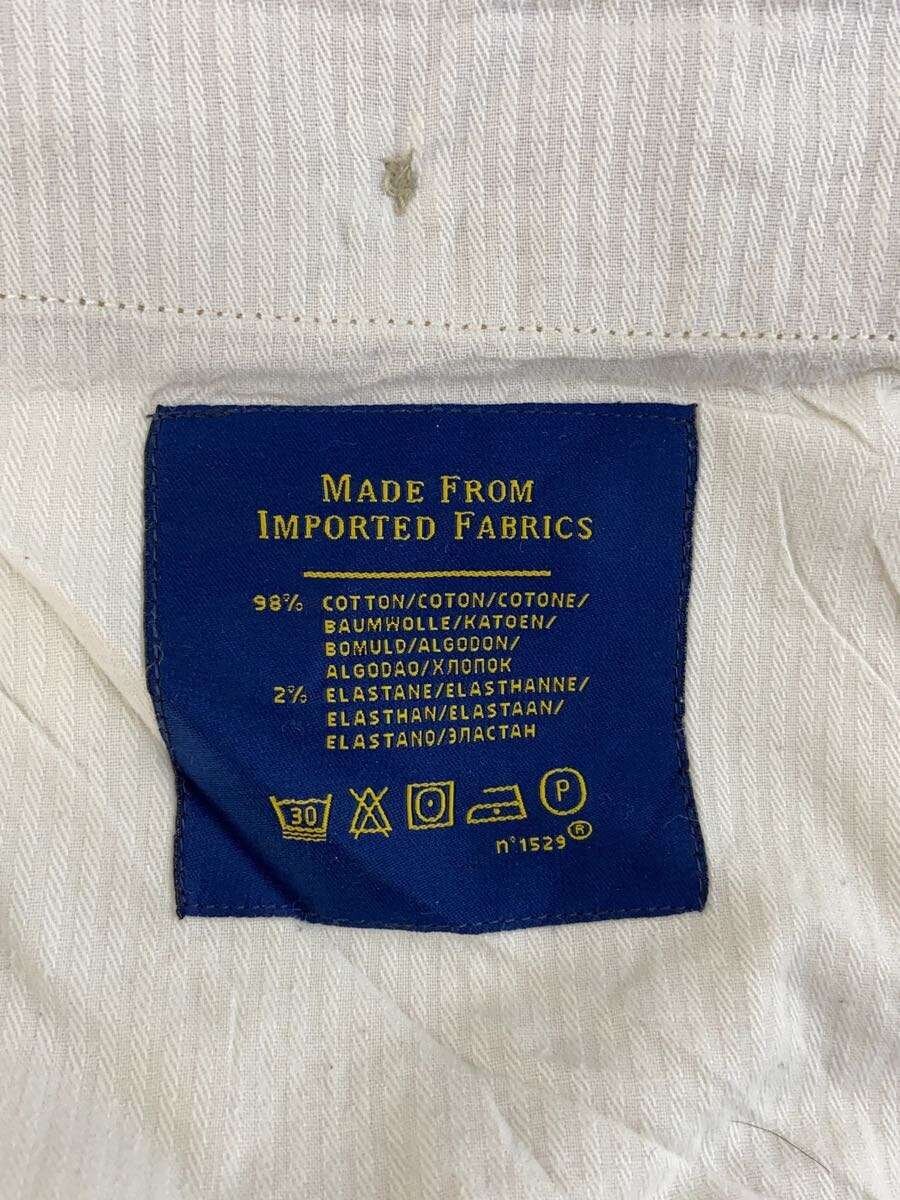 MADE FROM
IMPORTED FABRICS
98% COTTON/COTON/COTONE/
BAUMWOLLE/KATOEN/
BOMULD/ALGODON/
ALGODAO/ХЛОПОК
2% ELASTANE/ELASTHANNE/
ELASTHAN/ELASTAAN/
ELASTANO/ЭЛАСТАН
30 P
n°1529®